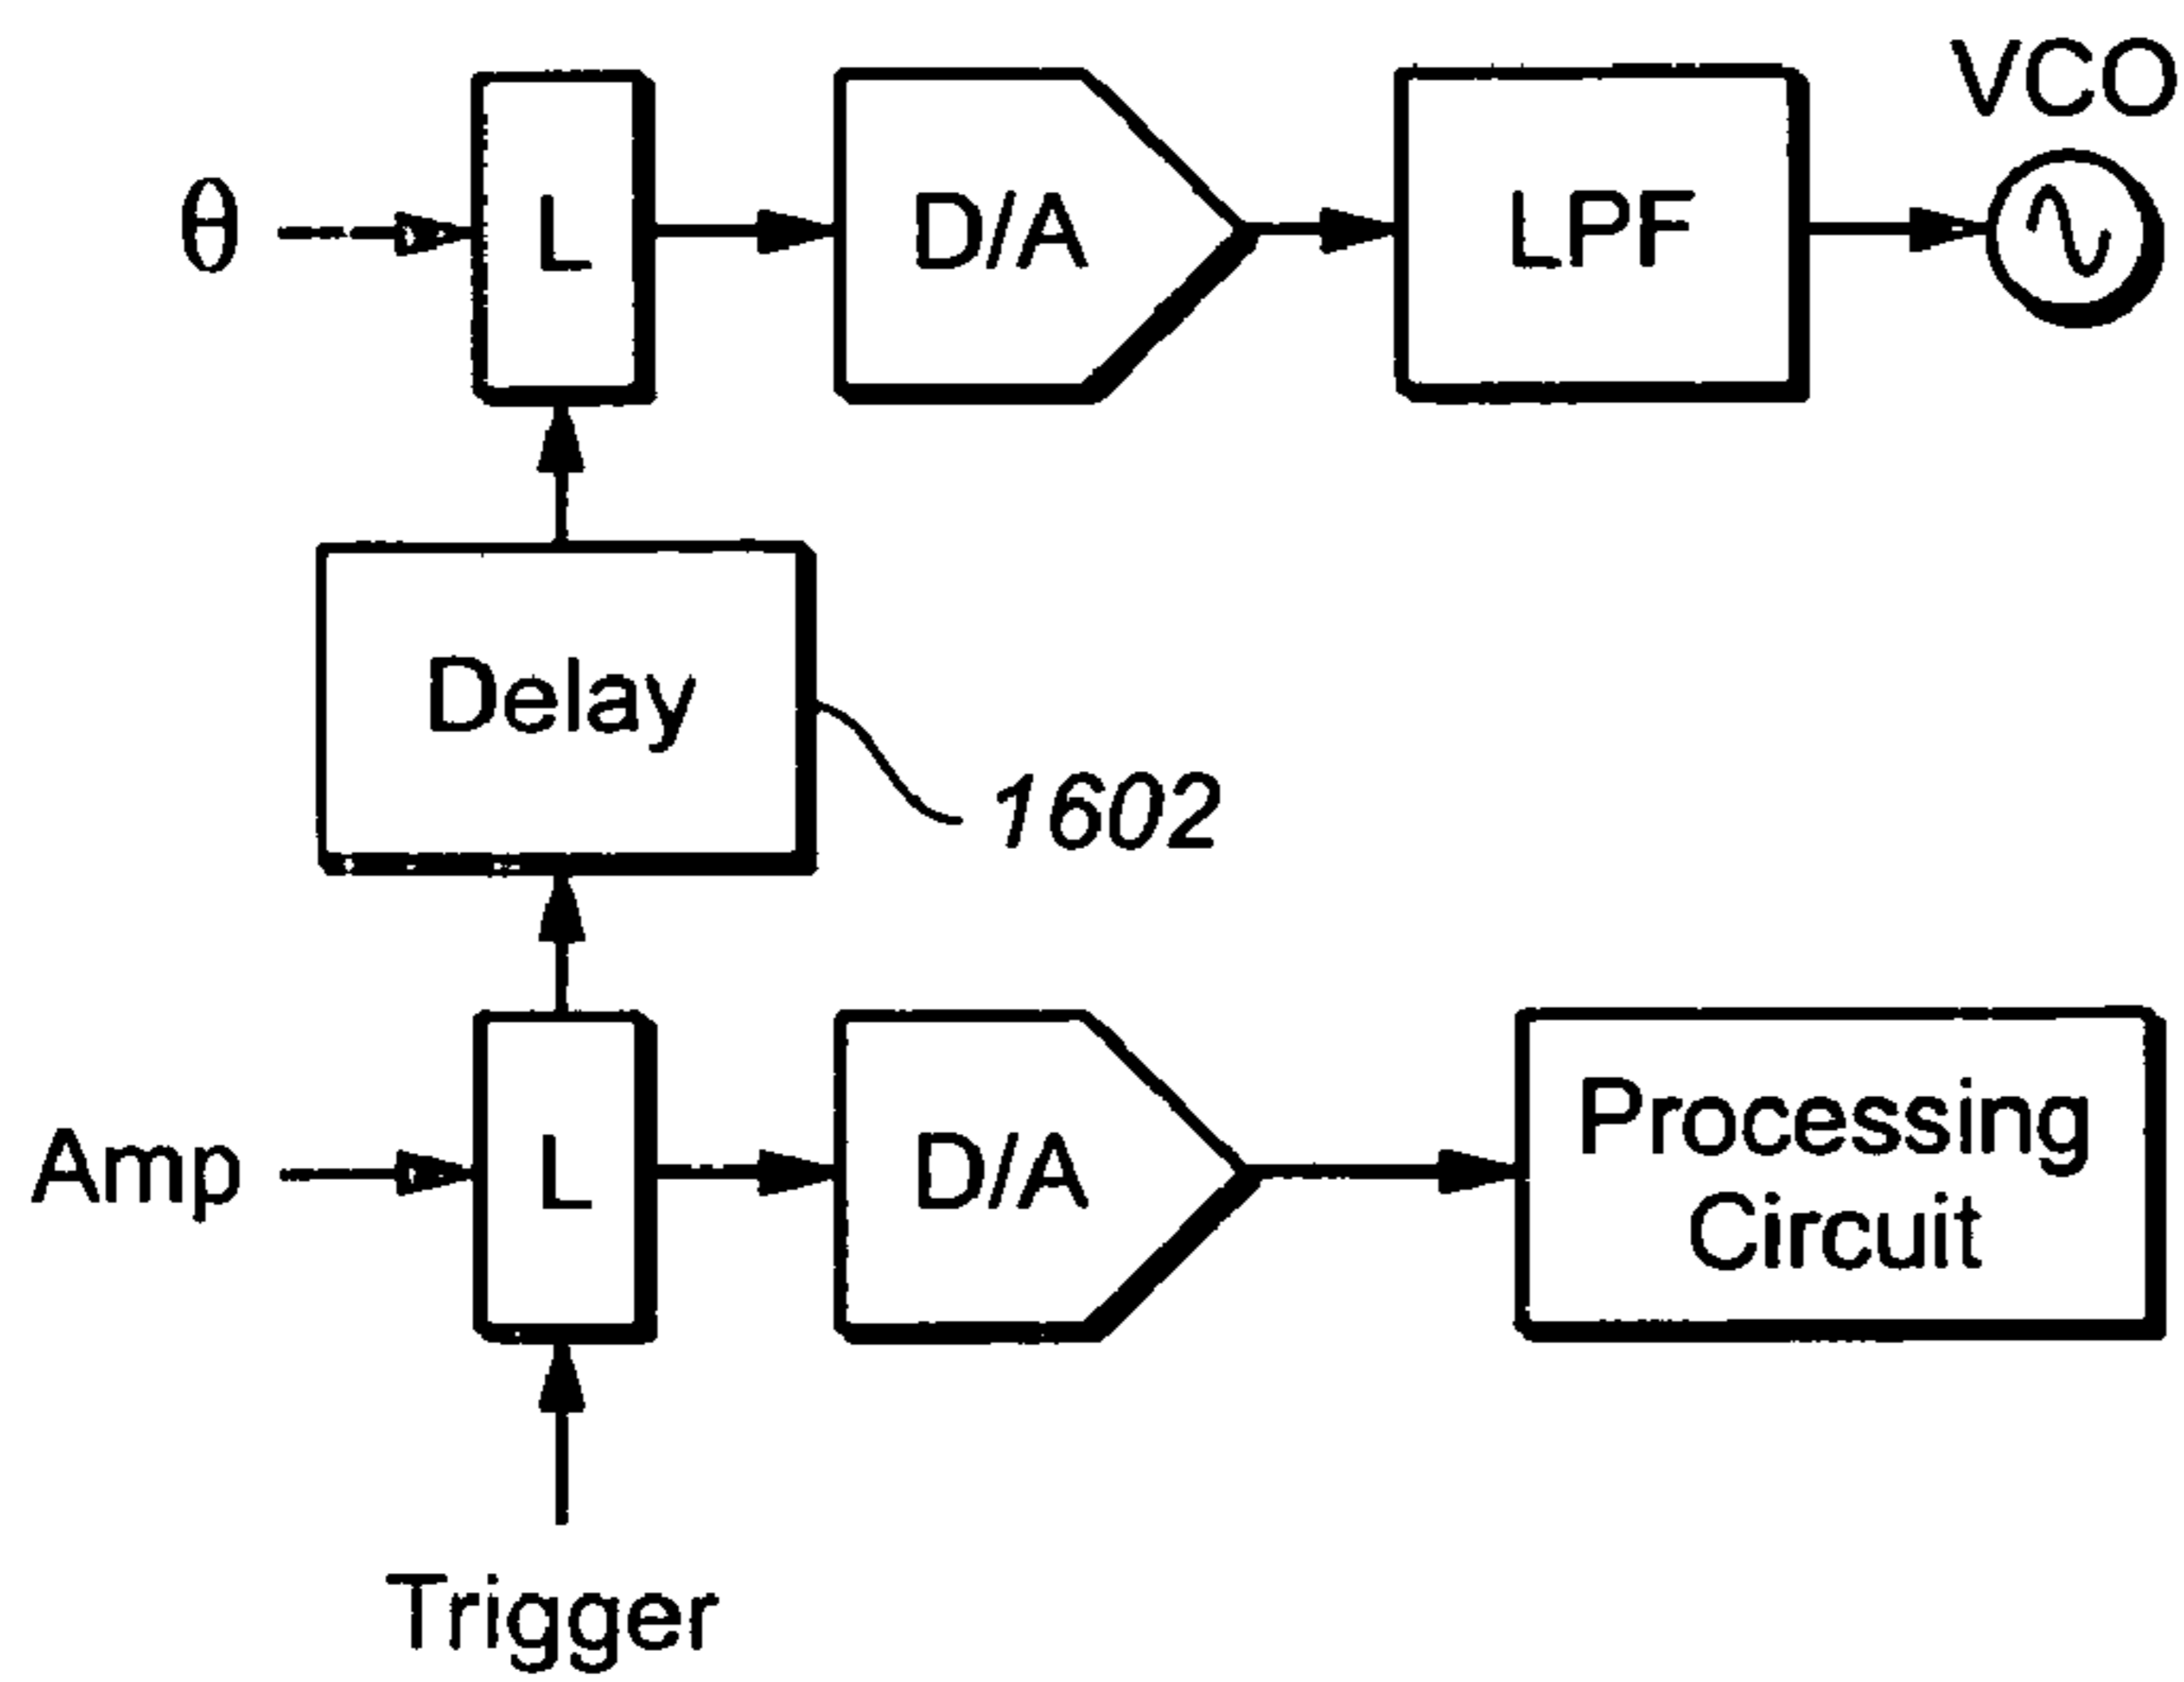 VCO
θ
L
D/A
LPF
Delay
1602
Amp
L
D/A
Processing
Circuit
Trigger